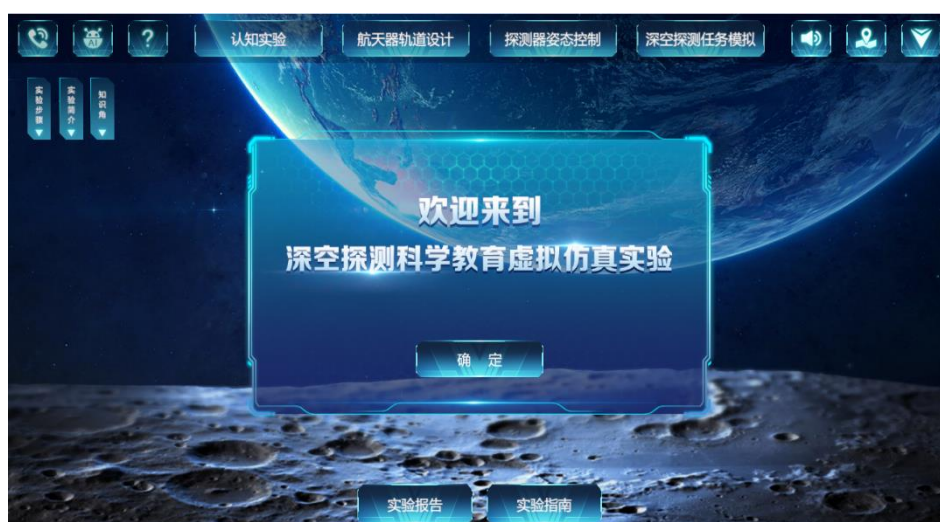 AI
?
认知实验
航天器轨道设计
探测器姿态控制
深空探测任务模拟
实验步骤
实验简介
知识角
欢迎来到
深空探测科学教育虚拟仿真实验
确 定
实验报告
实验指南